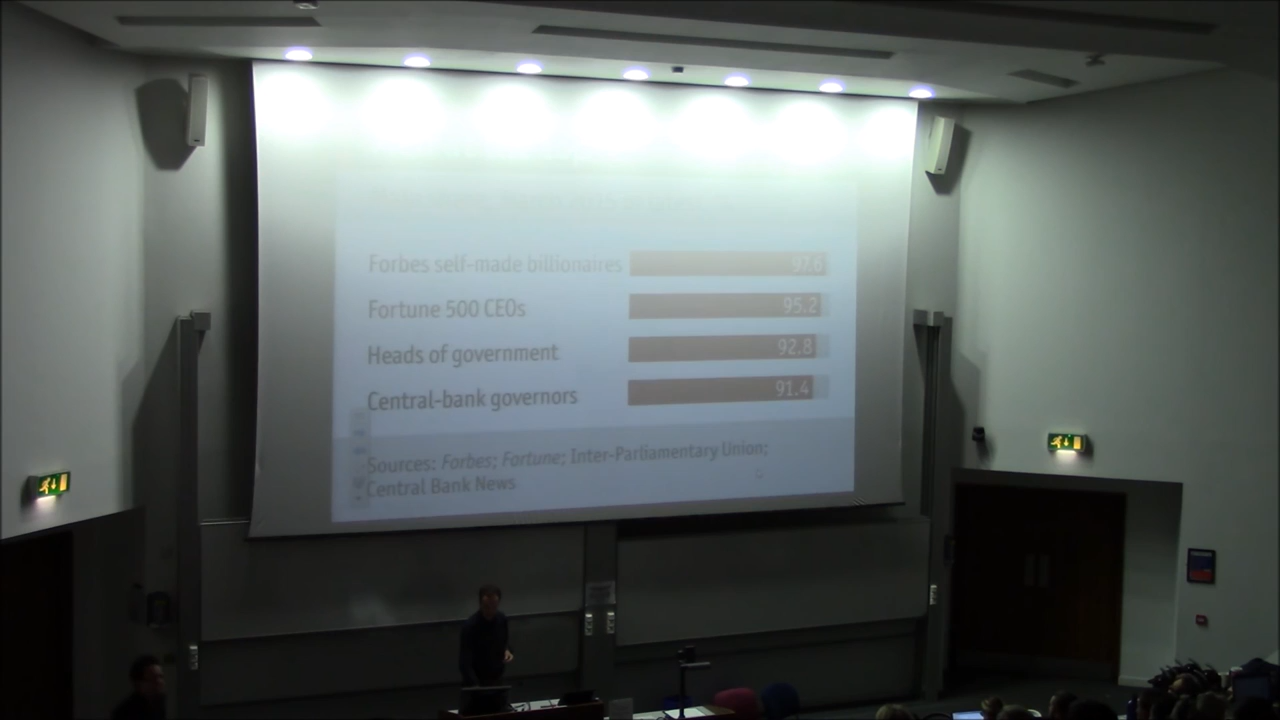 Forbes self-made billionaires 97.6
Fortune 500 CEOs 95.2
Heads of government 92.8
Central-bank governors 91.4
Sources: Forbes; Fortune; Inter-Parliamentary Union;
Central Bank News